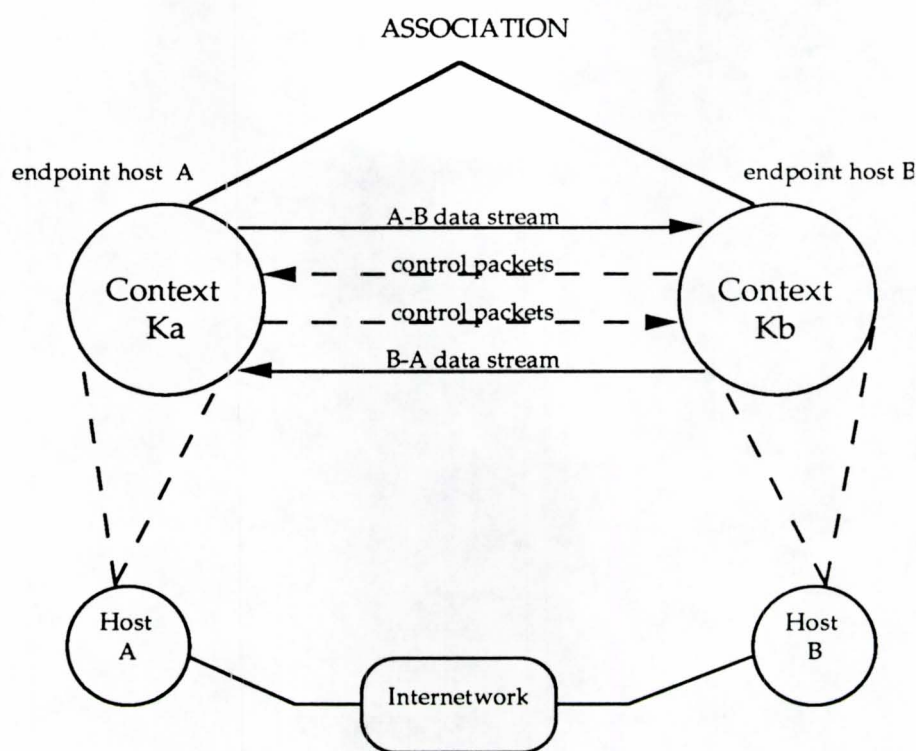 ASSOCIATION
endpoint host A
endpoint host B
A-B data stream
control packets
Context
Ka
Context
Kb
control packets
B-A data stream
Host
A
Host
B
Internetwork